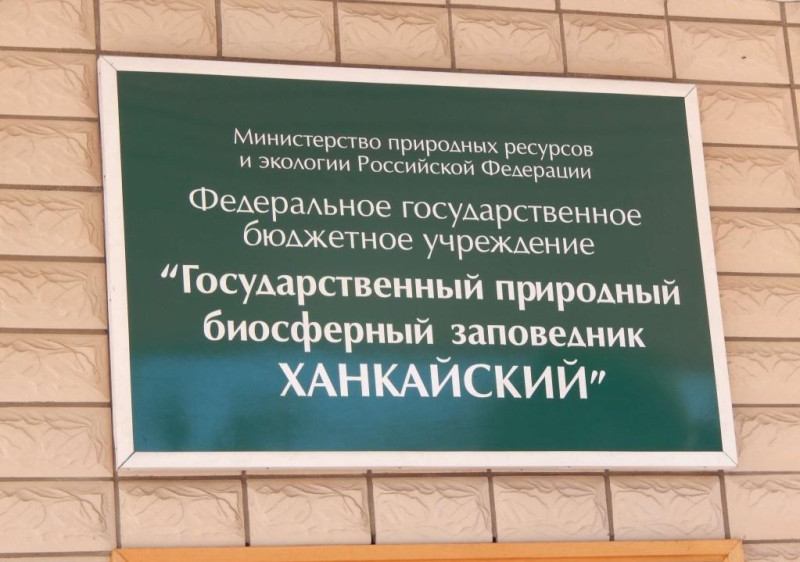 Министерство природных ресурсов
и экологии Российской Федерации
Федеральное государственное
бюджетное учреждение
“Государственный природный
биосферный заповедник
ХАНКАЙСКИЙ”